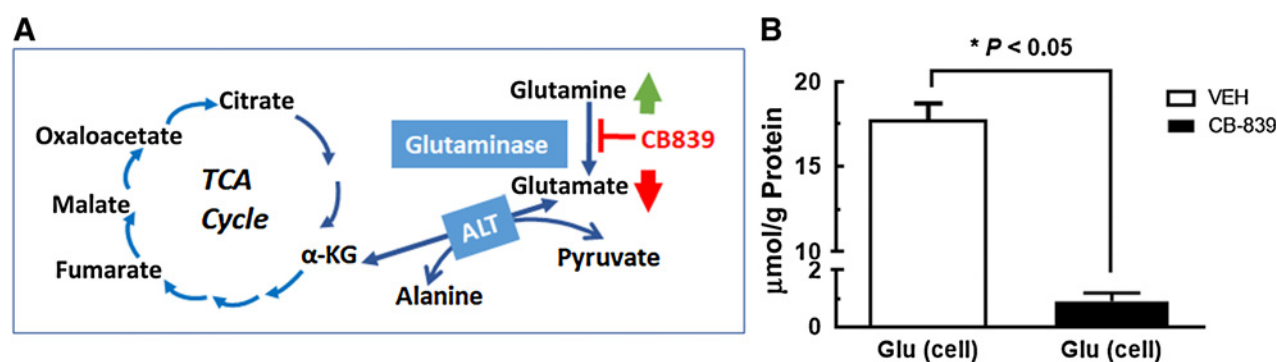 A
Citrate
Oxaloacetate
TCA
Cycle
Malate
Fumarate
α-KG
Glutamine
Glutaminase
CB839
Glutamate
ALT
Pyruvate
Alanine
B
* P < 0.05
μmol/g Protein
20
15
10
2
0
Glu (cell)
Glu (cell)
VEH
CB-839